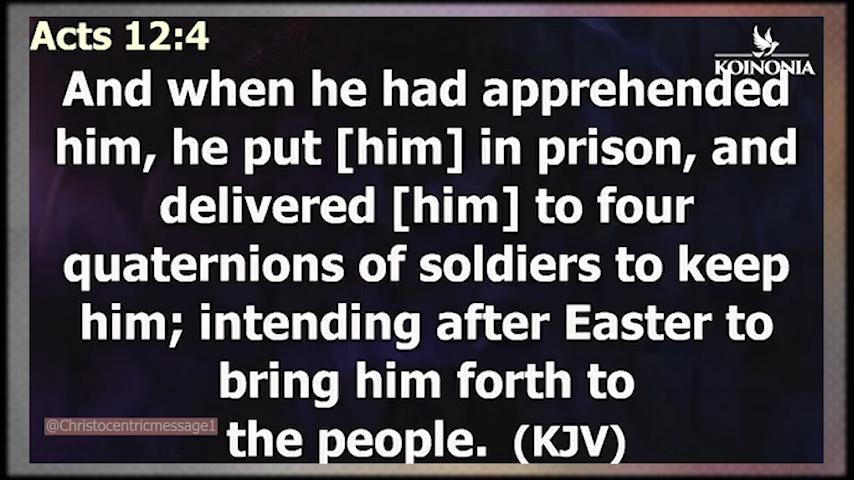 Acts 12:4
KOINONIA
And when he had apprehended
him, he put [him] in prison, and
delivered [him] to four
quaternions of soldiers to keep
him; intending after Easter to
bring him forth to
@Christocentricmessage1
the people. (KJV)